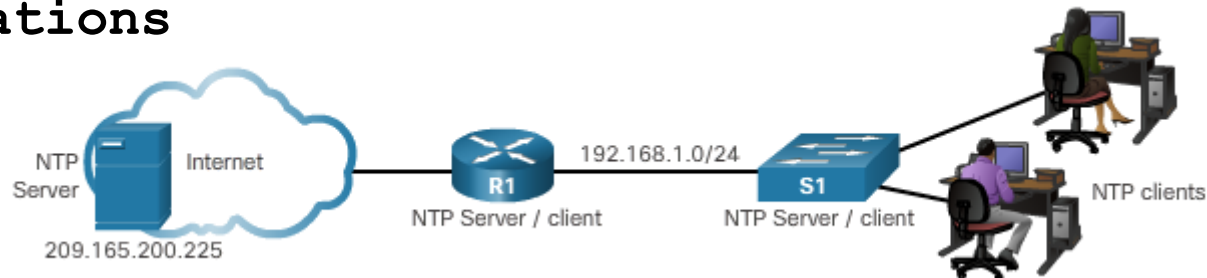 NTP
Server
Internet
209.165.200.225
R1
NTP Server / client
192.168.1.0/24
S1
NTP Server / client
NTP clients